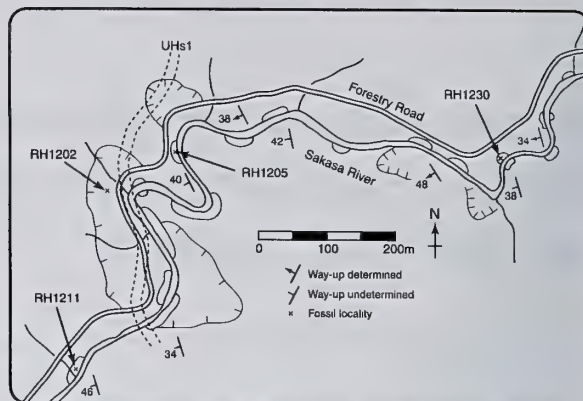 UHs1
Forestry Road
RH1230
38
34
42
Sakasa River
RH1202
RH1205
40
48
38
N
0 100 200m
Way-up determined
Way-up undetermined
Fossil locality
RH1211
34
46